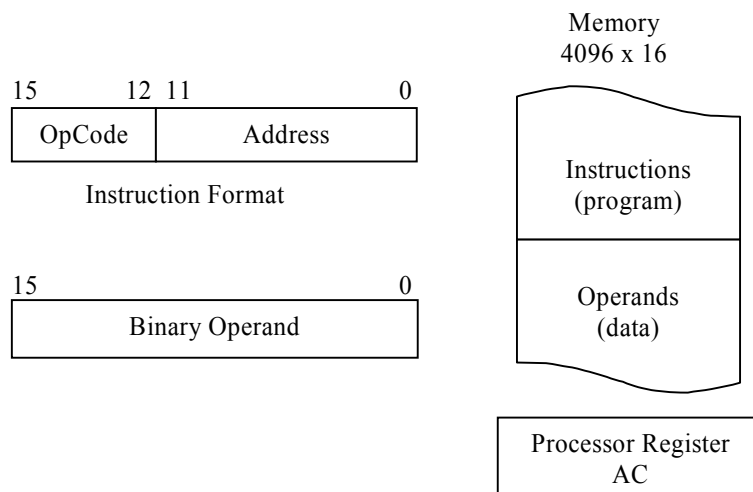 Memory
4096 x 16
15 12 11 0
OpCode Address
Instruction Format
Instructions
(program)
15 0
Binary Operand
Operands
(data)
Processor Register
AC